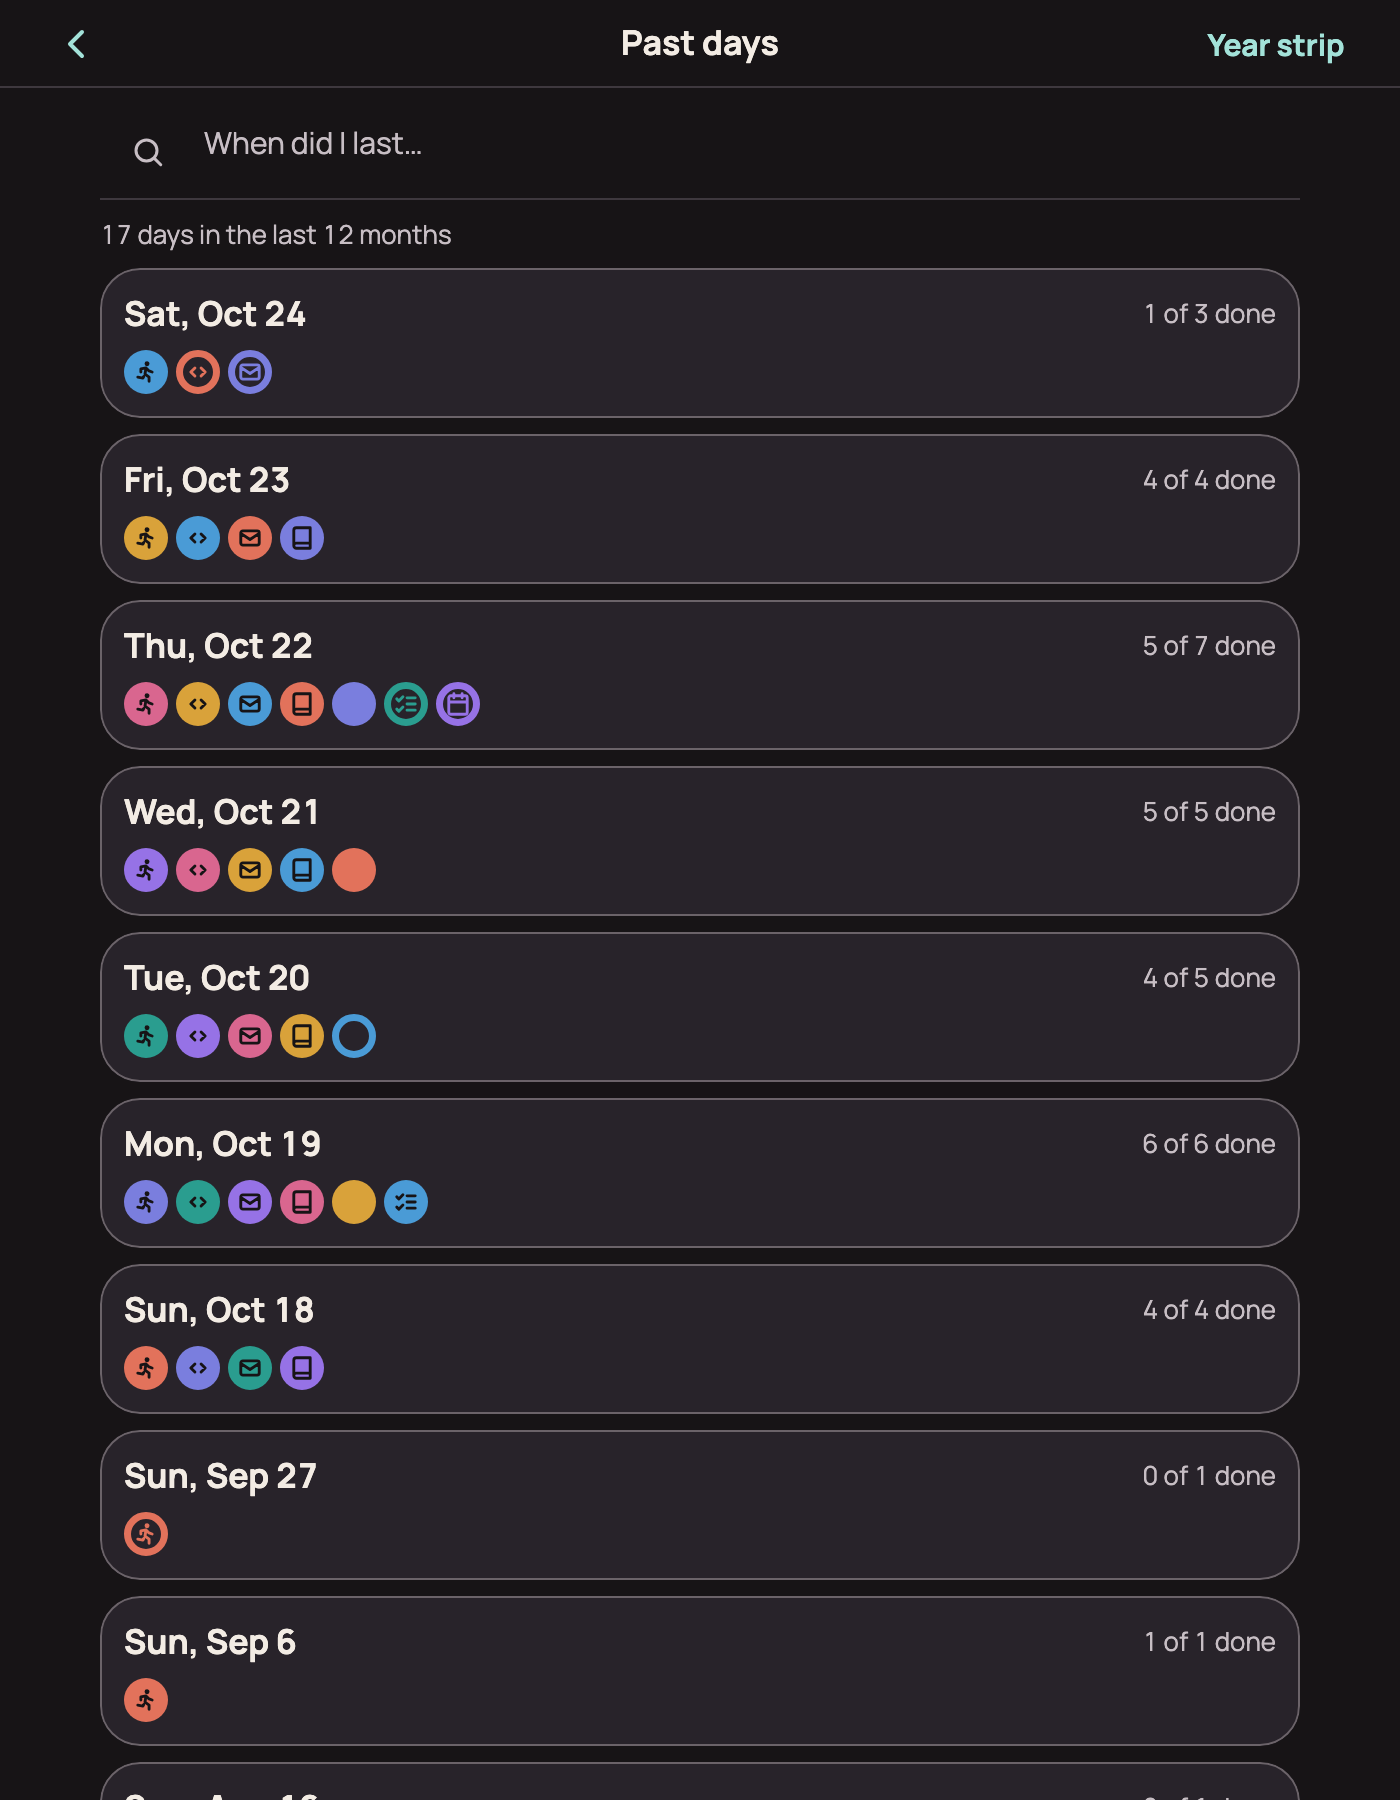 Past days
Year strip
When did I last...
17 days in the last 12 months
Sat, Oct 24
1 of 3 done
Fri, Oct 23
4 of 4 done
Thu, Oct 22
5 of 7 done
Wed, Oct 21
5 of 5 done
Tue, Oct 20
4 of 5 done
Mon, Oct 19
6 of 6 done
Sun, Oct 18
4 of 4 done
Sun, Sep 27
0 of 1 done
Sun, Sep 6
1 of 1 done